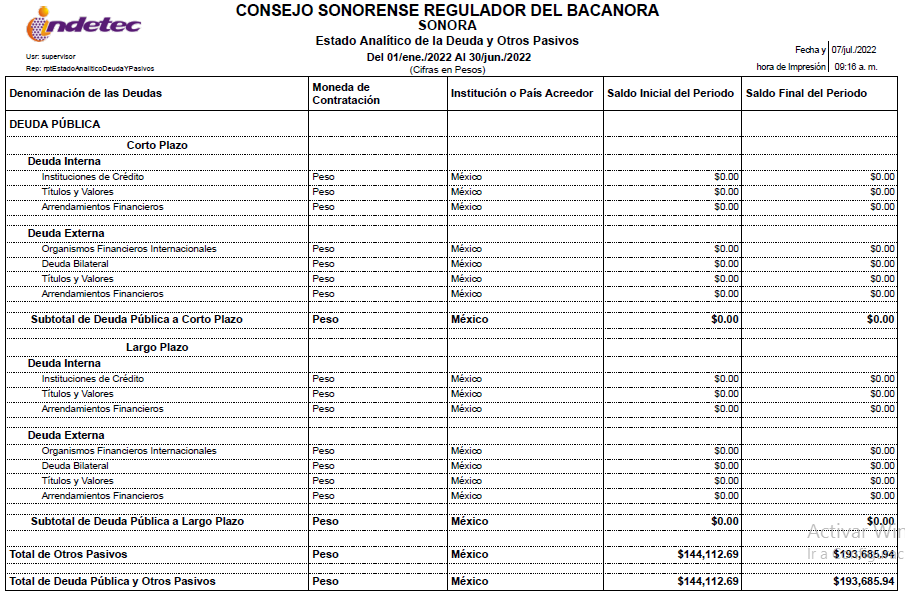 indetec
CONSEJO SONORENSE REGULADOR DEL BACANORA
SONORA
Estado Analítico de la Deuda y Otros Pasivos
Del 01/ene./2022 Al 30/jun./2022
(Cifras en Pesos)
Usr: supervisor
Rep: rptEstadoAnaliticoDeudaYPasivos
Fecha y 07/jul./2022
hora de Impresión 09:16 a. m.
Denominación de las Deudas Moneda de Contratación Institución o País Acreedor Saldo Inicial del Periodo Saldo Final del Periodo
DEUDA PÚBLICA
Corto Plazo
Deuda Interna
Instituciones de Crédito Peso México $0.00 $0.00
Títulos y Valores Peso México $0.00 $0.00
Arrendamientos Financieros Peso México $0.00 $0.00
Deuda Externa
Organismos Financieros Internacionales Peso México $0.00 $0.00
Deuda Bilateral Peso México $0.00 $0.00
Títulos y Valores Peso México $0.00 $0.00
Arrendamientos Financieros Peso México $0.00 $0.00
Subtotal de Deuda Pública a Corto Plazo Peso México $0.00 $0.00
Largo Plazo
Deuda Interna
Instituciones de Crédito Peso México $0.00 $0.00
Títulos y Valores Peso México $0.00 $0.00
Arrendamientos Financieros Peso México $0.00 $0.00
Deuda Externa
Organismos Financieros Internacionales Peso México $0.00 $0.00
Deuda Bilateral Peso México $0.00 $0.00
Títulos y Valores Peso México $0.00 $0.00
Arrendamientos Financieros Peso México $0.00 $0.00
Subtotal de Deuda Pública a Largo Plazo Peso México $0.00 $0.00
Activar Win
Total de Otros Pasivos Peso México $144,112.69 $193,685.94
Ir a
Total de Deuda Pública y Otros Pasivos Peso México $144,112.69 $193,685.94